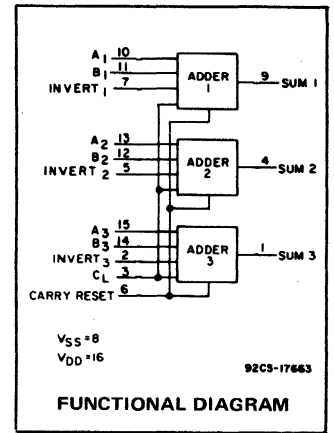 A1 10
B1 11
INVERT1 7
ADDER
1
9 SUM 1
A2 13
B2 12
INVERT2 5
ADDER
2
4 SUM 2
A3 15
B3 14
INVERT3 2
CL 3
CARRY RESET 6
ADDER
3
1 SUM 3
VSS = 8
VDD = 16
92CS-17663
FUNCTIONAL DIAGRAM